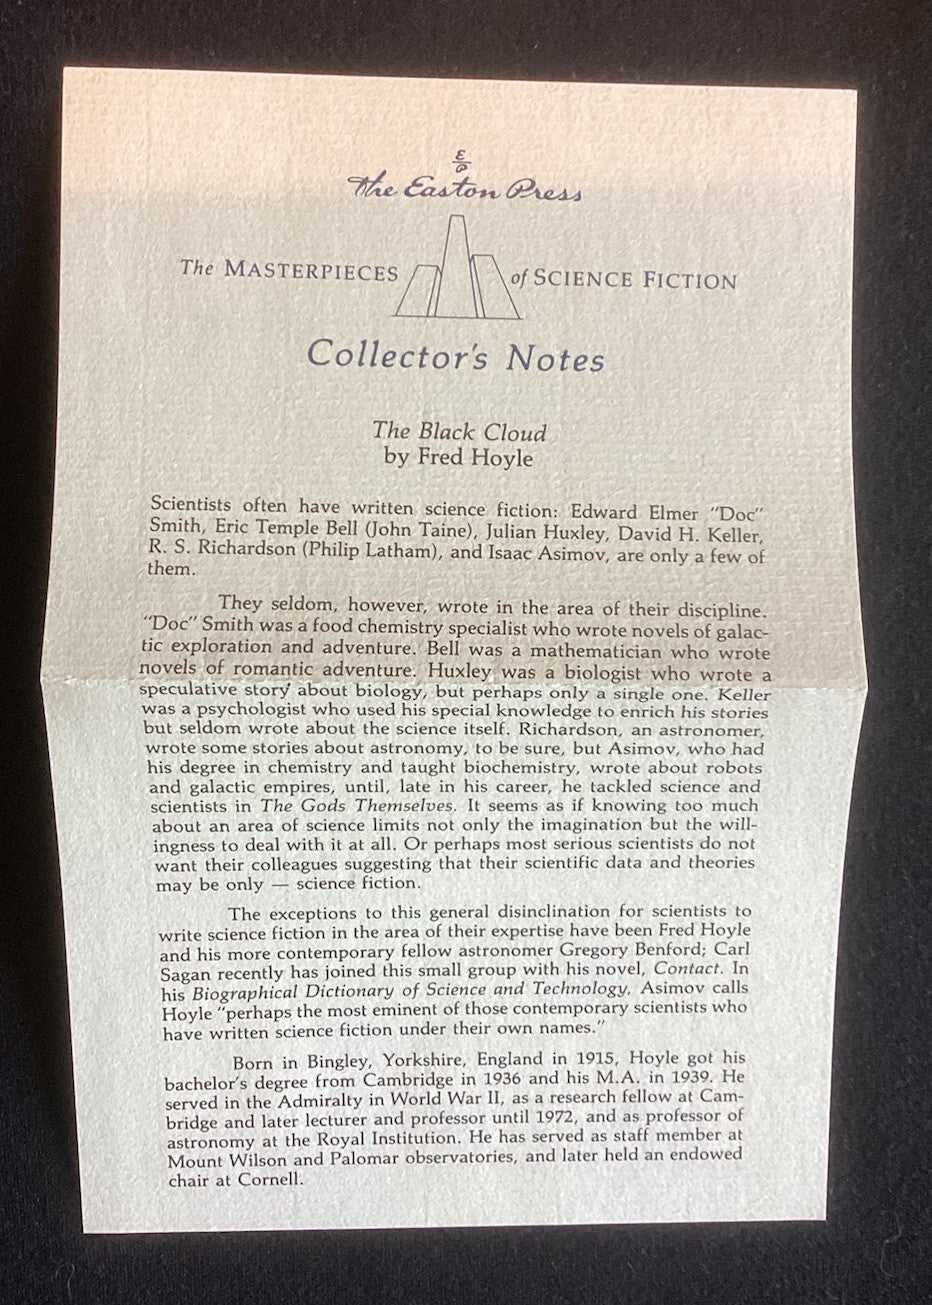 E
P
The Easton Press
The MASTERPIECES of SCIENCE FICTION
Collector's Notes
The Black Cloud
by Fred Hoyle
Scientists often have written science fiction: Edward Elmer "Doc"
Smith, Eric Temple Bell (John Taine), Julian Huxley, David H. Keller,
R. S. Richardson (Philip Latham), and Isaac Asimov, are only a few of
them.
They seldom, however, wrote in the area of their discipline.
"Doc" Smith was a food chemistry specialist who wrote novels of galac-
tic exploration and adventure. Bell was a mathematician who wrote
novels of romantic adventure. Huxley was a biologist who wrote a
speculative story about biology, but perhaps only a single one. Keller
was a psychologist who used his special knowledge to enrich his stories
but seldom wrote about the science itself. Richardson, an astronomer,
wrote some stories about astronomy, to be sure, but Asimov, who had
his degree in chemistry and taught biochemistry, wrote about robots
and galactic empires, until, late in his career, he tackled science and
scientists in The Gods Themselves. It seems as if knowing too much
about an area of science limits not only the imagination but the will-
ingness to deal with it at all. Or perhaps most serious scientists do not
want their colleagues suggesting that their scientific data and theories
may be only — science fiction.
The exceptions to this general disinclination for scientists to
write science fiction in the area of their expertise have been Fred Hoyle
and his more contemporary fellow astronomer Gregory Benford; Carl
Sagan recently has joined this small group with his novel, Contact. In
his Biographical Dictionary of Science and Technology, Asimov calls
Hoyle "perhaps the most eminent of those contemporary scientists who
have written science fiction under their own names."
Born in Bingley, Yorkshire, England in 1915, Hoyle got his
bachelor's degree from Cambridge in 1936 and his M.A. in 1939. He
served in the Admiralty in World War II, as a research fellow at Cam-
bridge and later lecturer and professor until 1972, and as professor of
astronomy at the Royal Institution. He has served as staff member at
Mount Wilson and Palomar observatories, and later held an endowed
chair at Cornell.